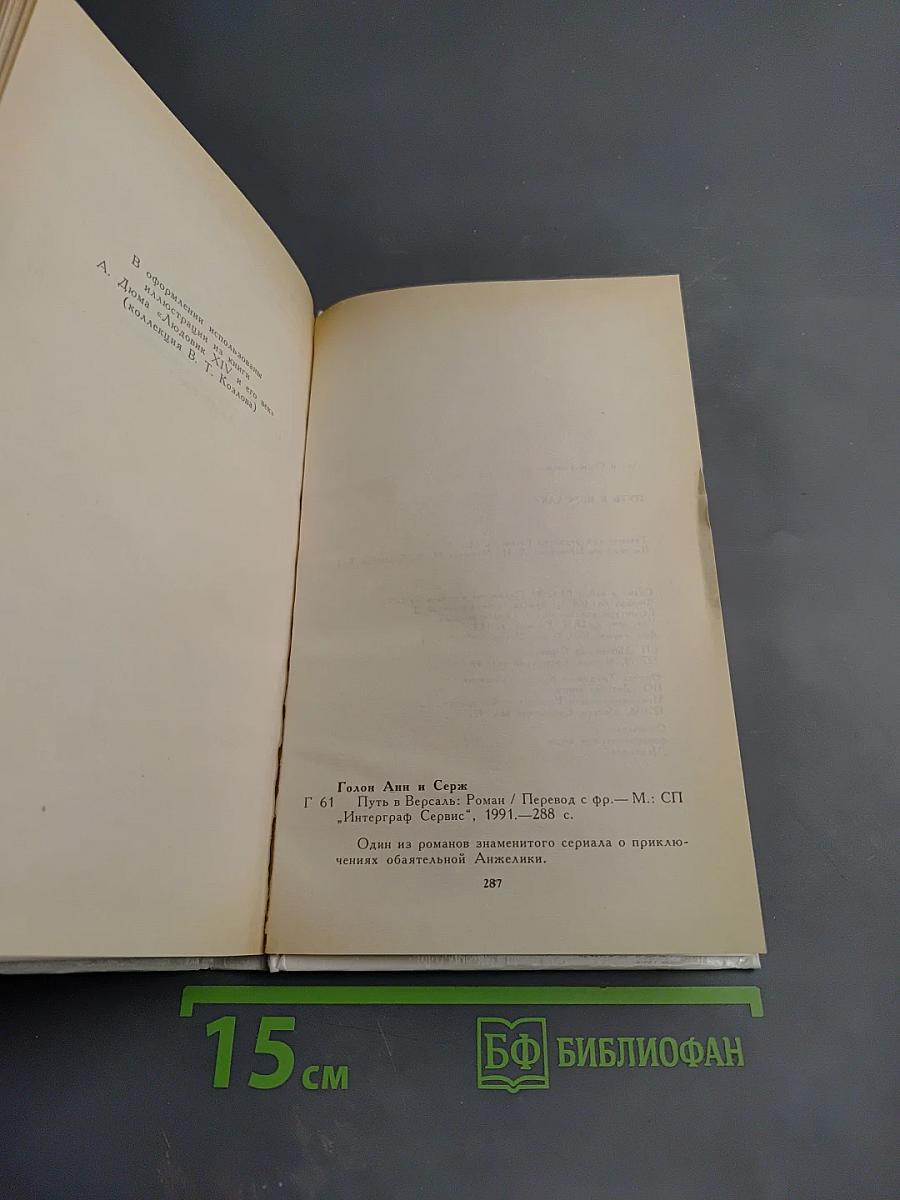 В оформлении использованы
иллюстрации из книги
А. Дюма «Людовик XIV и его век»
(коллекция В. Т. Козлова)
Голон Анн и Серж
Г 61 Путь в Версаль: Роман / Перевод с фр.— М.: СП
„Интерграф Сервис“, 1991.—288 с.
Один из романов знаменитого сериала о приклю-
чениях обаятельной Анжелики.
287
15 см
БФ БИБЛИОФАН